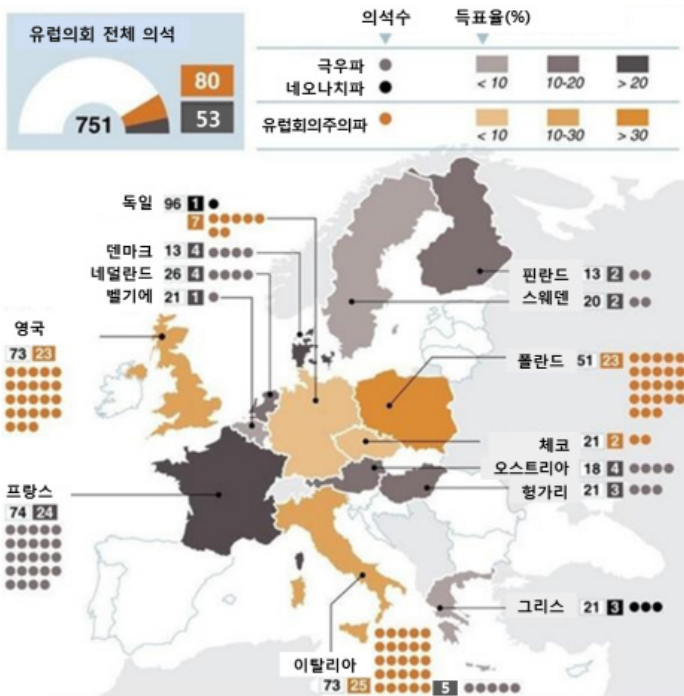 유럽의회 전체 의석
751
80
53
의석수 득표율(%)
극우파
네오나치파
< 10 10-20 > 20
유럽회의주의파
< 10 10-30 > 30
독일 96 1
7
덴마크 13 4
네덜란드 26 4
벨기에 21 1
핀란드 13 2
스웨덴 20 2
영국
73 23
폴란드 51 23
체코 21 2
오스트리아 18 4
헝가리 21 3
프랑스
74 24
그리스 21 3
이탈리아
73 25 5